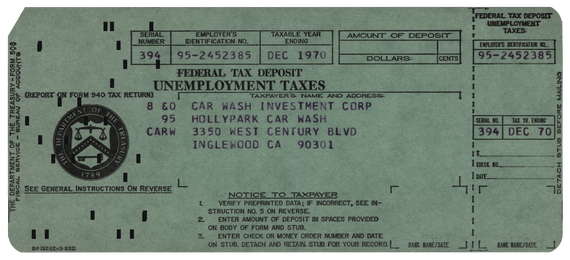 SERIAL NUMBER EMPLOYER'S IDENTIFICATION NO. TAXABLE YEAR ENDING AMOUNT OF DEPOSIT
394 95-2452385 DEC 1970 DOLLARS CENTS
FEDERAL TAX DEPOSIT
UNEMPLOYMENT TAXES
(REPORT ON FORM 940 TAX RETURN)
TAXPAYER'S NAME AND ADDRESS
8 60 CAR WASH INVESTMENT CORP
95 HOLLYPARK CAR WASH
CARW 3350 WEST CENTURY BLVD
INGLEWOOD CA 90301
THE DEPARTMENT OF THE TREASURY
1789
SEE GENERAL INSTRUCTIONS ON REVERSE
NOTICE TO TAXPAYER
1. VERIFY PREPRINTED DATA; IF INCORRECT, SEE IN-
STRUCTION NO. 5 ON REVERSE.
2. ENTER AMOUNT OF DEPOSIT IN SPACES PROVIDED
ON BODY OF FORM AND STUB.
3. ENTER CHECK OR MONEY ORDER NUMBER AND DATE
ON STUB. DETACH AND RETAIN STUB FOR YOUR RECORD.
BANK NAME/DATE
THE DEPARTMENT OF THE TREASURY—FORM 508
FISCAL SERVICE - BUREAU OF ACCOUNTS
FEDERAL TAX DEPOSIT
UNEMPLOYMENT
TAXES
EMPLOYER'S IDENTIFICATION NO.
95-2452385
SERIAL NO. TAX YR. ENDING
394 DEC 70
$
CHECK NO.
DATE
BANK NAME/DATE
DETACH STUB BEFORE MAILING